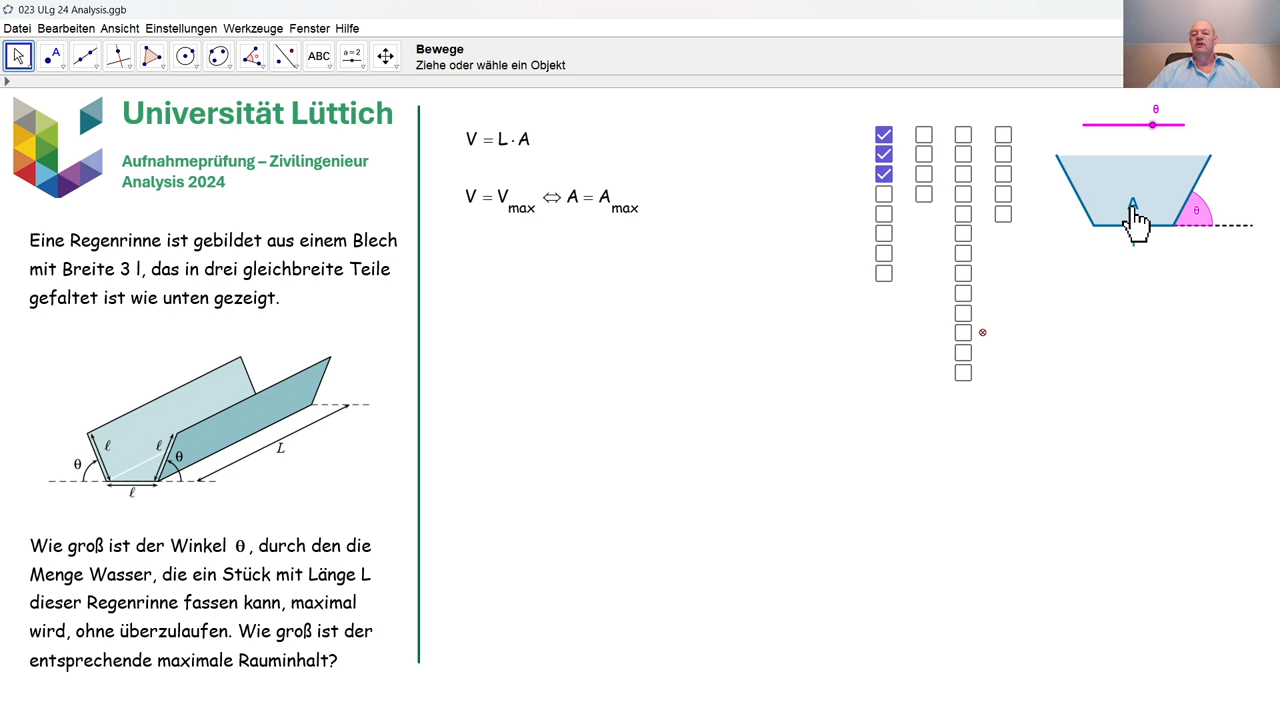 023 ULg 24 Analysis.ggb
Datei Bearbeiten Ansicht Einstellungen Werkzeuge Fenster Hilfe
A
ABC
a=2
Bewege
Ziehe oder wähle ein Objekt
Universität Lüttich
Aufnahmeprüfung – Zivilingenieur
Analysis 2024
Eine Regenrinne ist gebildet aus einem Blech
mit Breite 3 l, das in drei gleichbreite Teile
gefaltet ist wie unten gezeigt.
ℓ ℓ
θ θ
L
ℓ
Wie groß ist der Winkel θ, durch den die
Menge Wasser, die ein Stück mit Länge L
dieser Regenrinne fassen kann, maximal
wird, ohne überzulaufen. Wie groß ist der
entsprechende maximale Rauminhalt?
V = L · A
V = Vmax ⇔ A = Amax
θ
A
θ